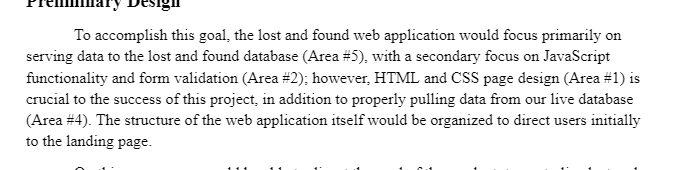 Preliminary Design
To accomplish this goal, the lost and found web application would focus primarily on
serving data to the lost and found database (Area #5), with a secondary focus on JavaScript
functionality and form validation (Area #2); however, HTML and CSS page design (Area #1) is
crucial to the success of this project, in addition to properly pulling data from our live database
(Area #4). The structure of the web application itself would be organized to direct users initially
to the landing page.